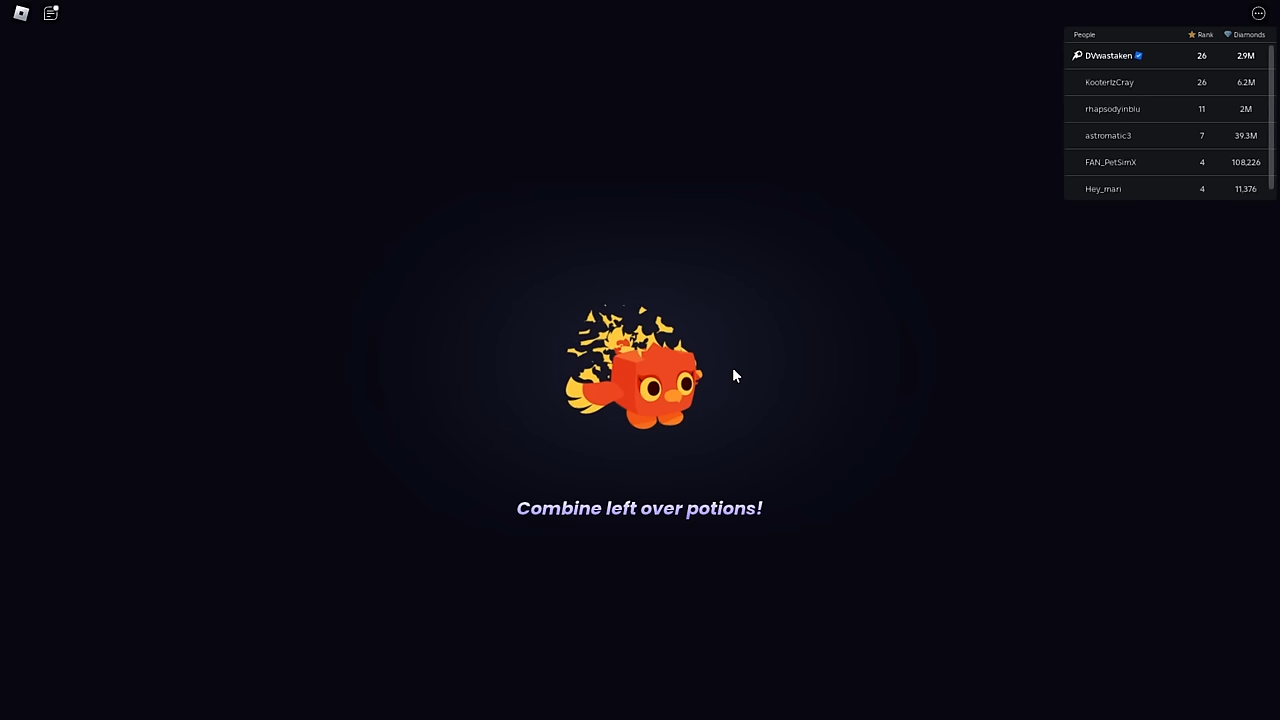 People Rank Diamonds
DVwastaken 26 2.9M
KooterIzCray 26 6.2M
rhapsodyinblu 11 2M
astromatic3 7 39.3M
FAN_PetSimX 4 108,226
Hey_mari 4 11,376
Combine left over potions!